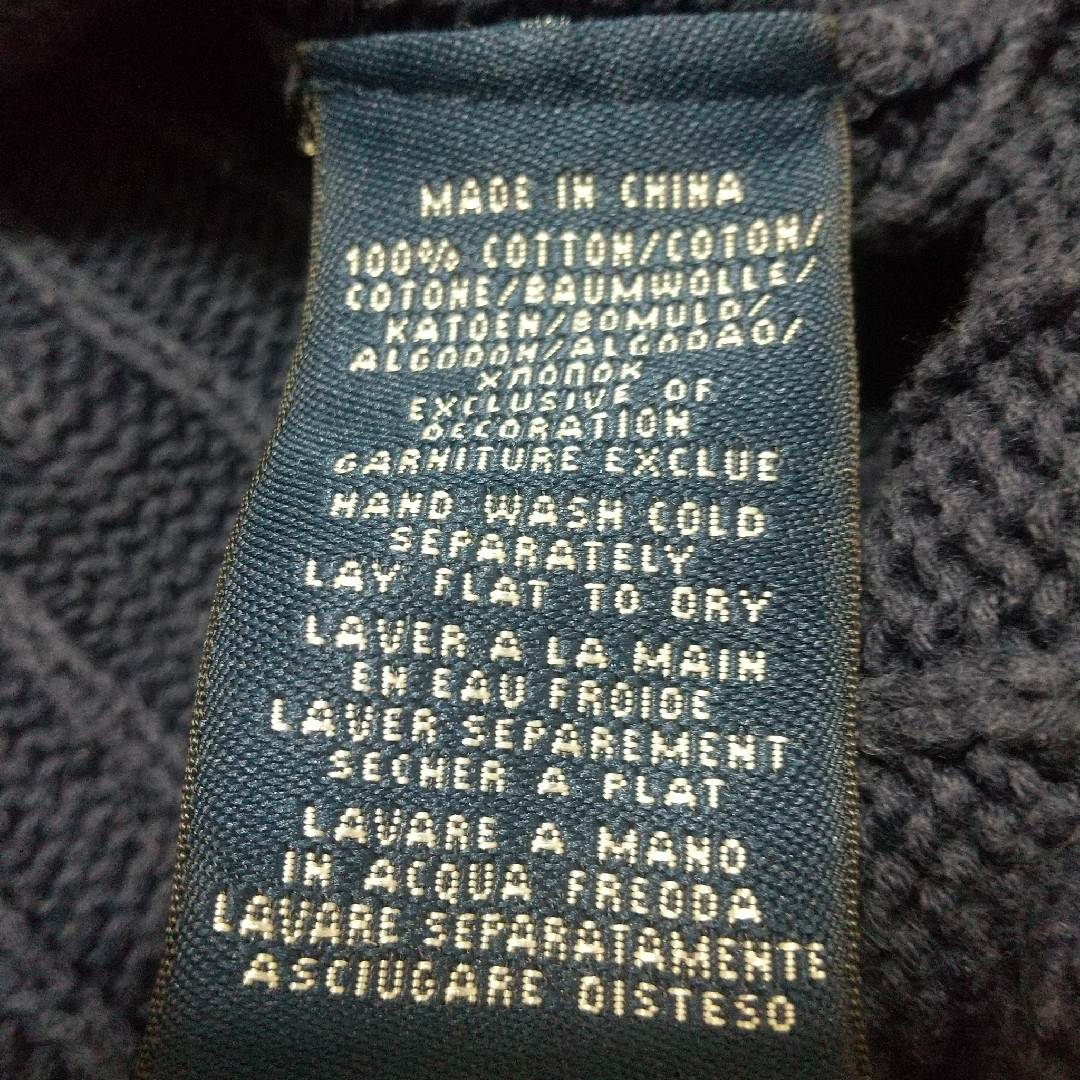 MADE IN CHINA
100% COTTON/COTON/
COTONE/BAUMWOLLE/
KATOEN/BOMULD/
ALGODON/ALGODAO/
ХЛОПОК
EXCLUSIVE OF
DECORATION
GARNITURE EXCLUE
HAND WASH COLD
SEPARATELY
LAY FLAT TO DRY
LAVER A LA MAIN
EN EAU FROIDE
LAVER SEPAREMENT
SECHER A PLAT
LAVARE A MANO
IN ACQUA FREDDA
LAVARE SEPARATAMENTE
ASCIUGARE DISTESO